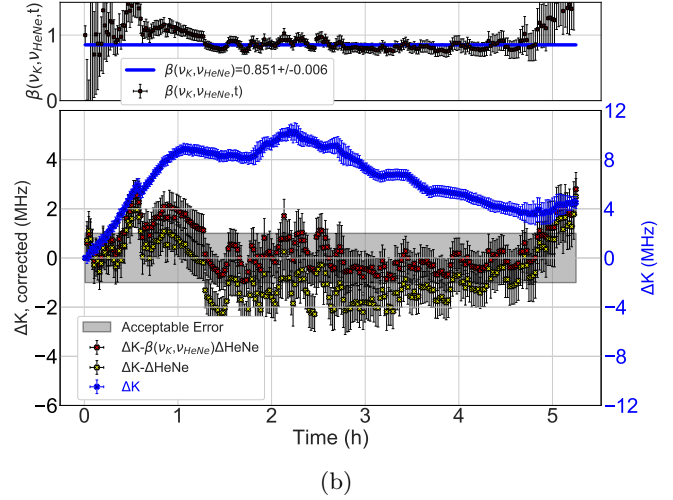 β(ν_K,ν_HeNe,t)
1
0
β(ν_K,ν_HeNe)=0.851+/-0.006
β(ν_K,ν_HeNe,t)
ΔK, corrected (MHz)
4
2
0
−2
−4
−6
12
8
4
0
−4
−8
−12
ΔK (MHz)
Acceptable Error
ΔK-β(ν_K,ν_HeNe)ΔHeNe
ΔK-ΔHeNe
ΔK
0 1 2 3 4 5
Time (h)
(b)